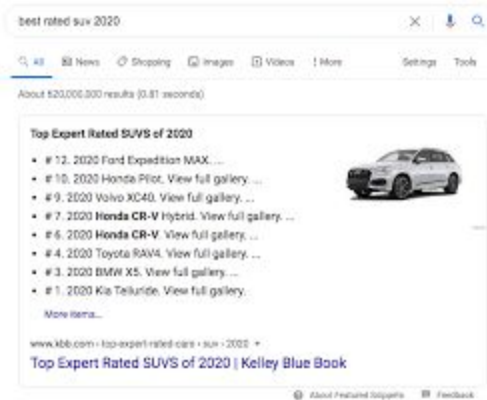 best rated suv 2020
All News Shopping Images Videos More Settings Tools
About 620,000,000 results (0.81 seconds)
Top Expert Rated SUVS of 2020
• # 12. 2020 Ford Expedition MAX. ...
• # 10. 2020 Honda Pilot. View full gallery. ...
• # 9. 2020 Volvo XC40. View full gallery. ...
• # 7. 2020 Honda CR-V Hybrid. View full gallery. ...
• # 6. 2020 Honda CR-V. View full gallery. ...
• # 4. 2020 Toyota RAV4. View full gallery. ...
• # 3. 2020 BMW X5. View full gallery. ...
• # 1. 2020 Kia Telluride. View full gallery.
More items...
www.kbb.com › top-expert-rated-cars › suv › 2020
Top Expert Rated SUVS of 2020 | Kelley Blue Book
About Featured Snippets Feedback